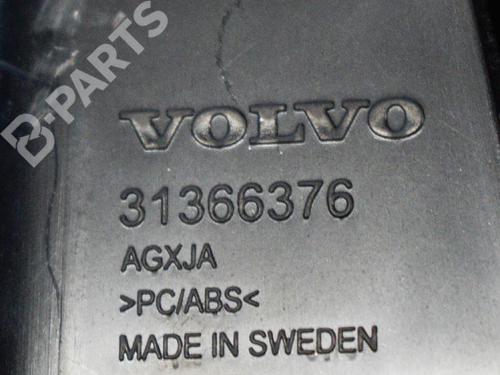 B-PARTS
VOLVO
31366376
AGXJA
>PC/ABS<
MADE IN SWEDEN